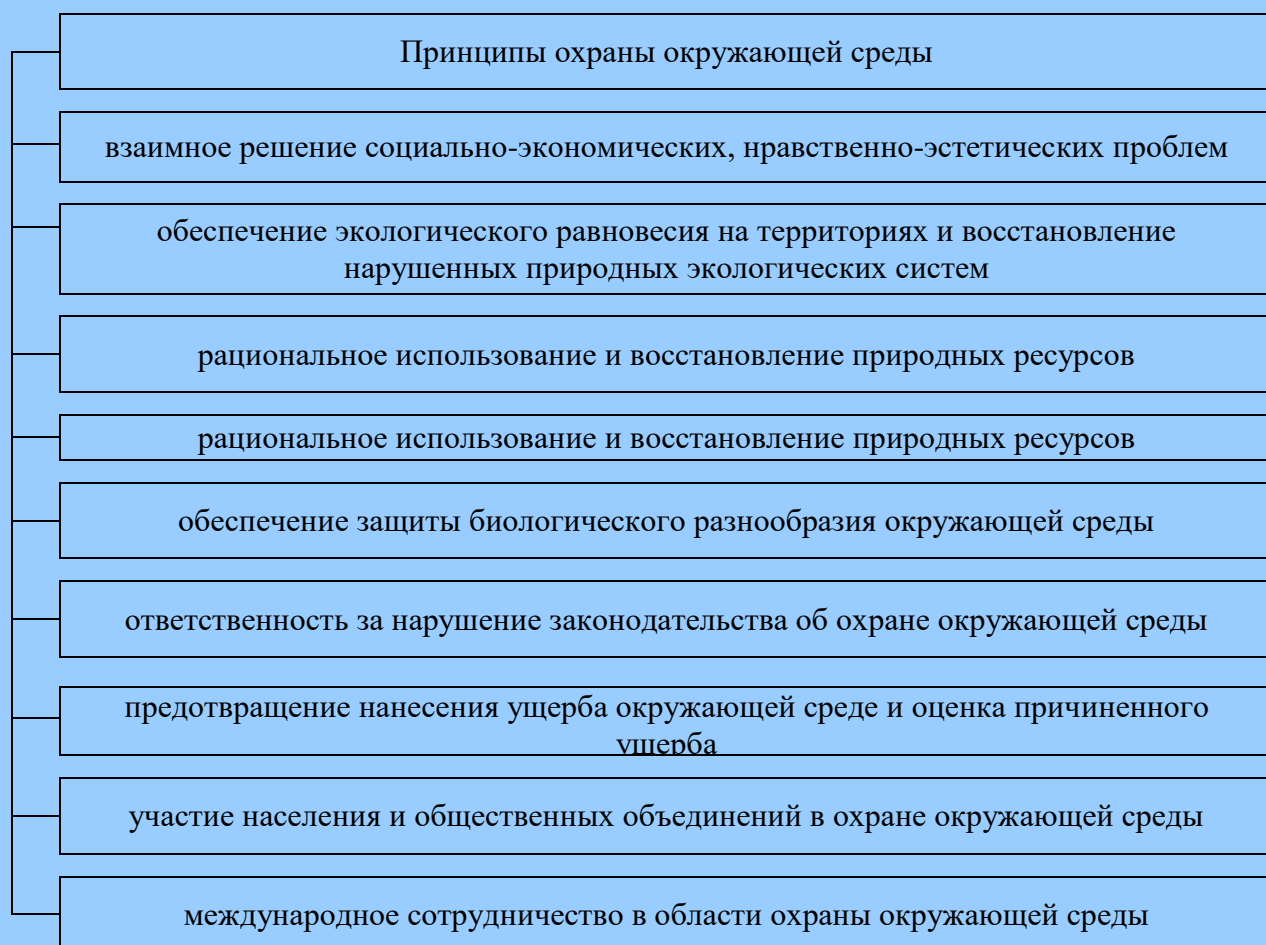 Принципы охраны окружающей среды
взаимное решение социально-экономических, нравственно-эстетических проблем
обеспечение экологического равновесия на территориях и восстановление
нарушенных природных экологических систем
рациональное использование и восстановление природных ресурсов
рациональное использование и восстановление природных ресурсов
обеспечение защиты биологического разнообразия окружающей среды
ответственность за нарушение законодательства об охране окружающей среды
предотвращение нанесения ущерба окружающей среде и оценка причиненного
ущерба
участие населения и общественных объединений в охране окружающей среды
международное сотрудничество в области охраны окружающей среды